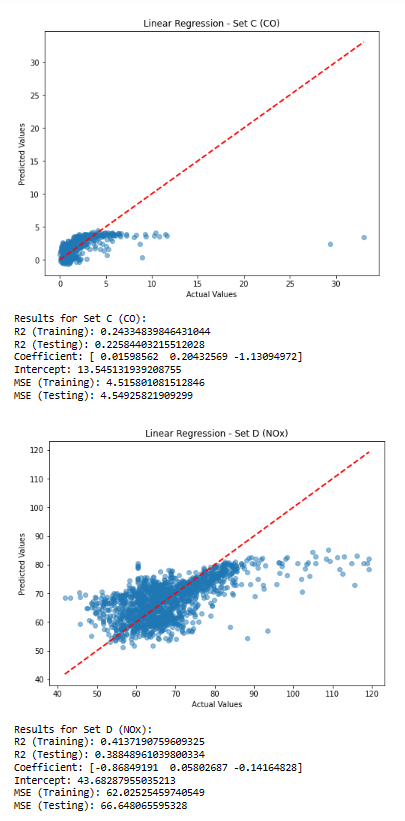 Linear Regression - Set C (CO)
30
25
20
15
10
5
0
Predicted Values
0 5 10 15 20 25 30
Actual Values
Results for Set C (CO):
R2 (Training): 0.24334839846431044
R2 (Testing): 0.22584403215512028
Coefficient: [ 0.01598562  0.20432569 -1.13094972]
Intercept: 13.545131939208755
MSE (Training): 4.515801081512846
MSE (Testing): 4.54925821909299
Linear Regression - Set D (NOx)
120
110
100
90
80
70
60
50
40
Predicted Values
40 50 60 70 80 90 100 110 120
Actual Values
Results for Set D (NOx):
R2 (Training): 0.4137190759609325
R2 (Testing): 0.38848961039800334
Coefficient: [-0.86849191  0.05802687 -0.14164828]
Intercept: 43.68287955035213
MSE (Training): 62.02525459740549
MSE (Testing): 66.648065595328